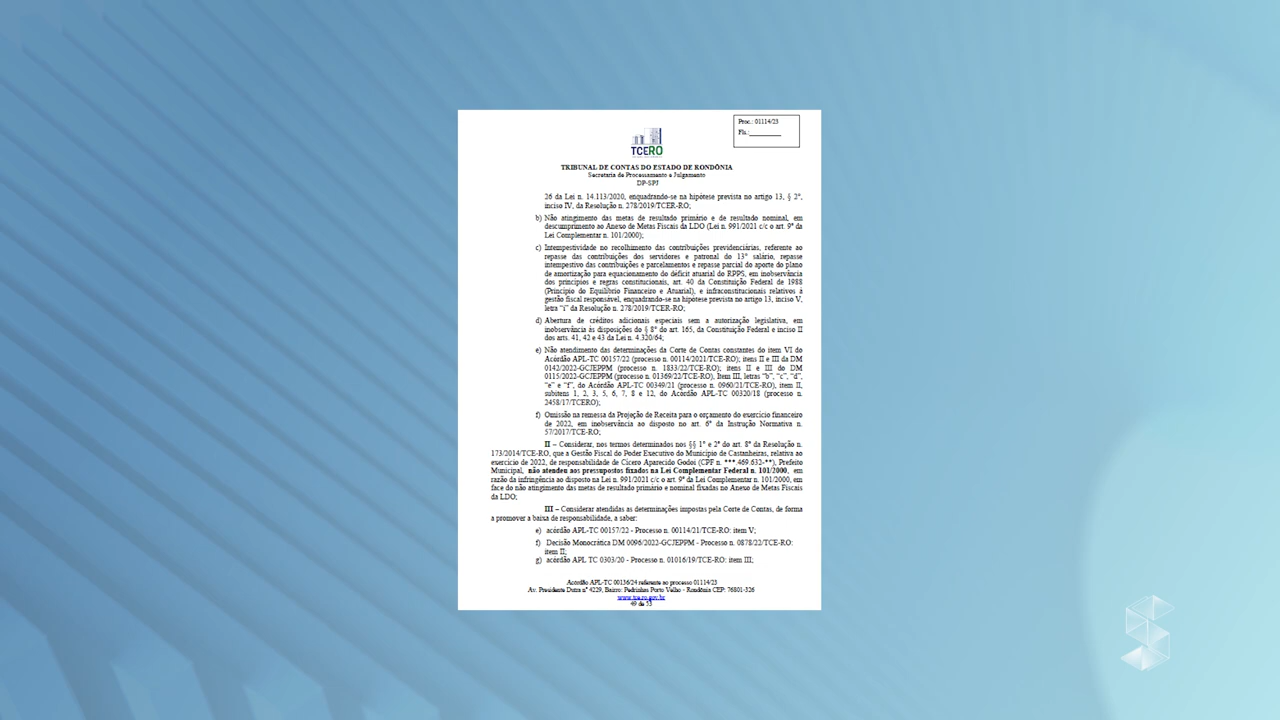 Proc.: 01114/23
Fls.:__________
TCERO
TRIBUNAL DE CONTAS DO ESTADO DE RONDÔNIA
Secretaria de Processamento e Julgamento
DP-SPJ
26 da Lei n. 14.113/2020, enquadrando-se na hipótese prevista no artigo 13, § 2º,
inciso IV, da Resolução n. 278/2019/TCER-RO;
b) Não atingimento das metas de resultado primário e de resultado nominal, em
descumprimento ao Anexo de Metas Fiscais da LDO (Lei n. 991/2021 c/c o art. 9º da
Lei Complementar n. 101/2000);
c) Intempestividade no recolhimento das contribuições previdenciárias, referente ao
repasse das contribuições dos servidores e patronal do 13º salário, repasse
intempestivo das contribuições e parcelamentos e repasse parcial do aporte do plano
de amortização para equacionamento do déficit atuarial do RPPS, em inobservância
dos princípios e regras constitucionais, art. 40 da Constituição Federal de 1988
(Princípio do Equilíbrio Financeiro e Atuarial), e infraconstitucionais relativos à
gestão fiscal responsável, enquadrando-se na hipótese prevista no artigo 13, inciso V,
letra "i" da Resolução n. 278/2019/TCER-RO;
d) Abertura de créditos adicionais especiais sem a autorização legislativa, em
inobservância às disposições do § 8º do art. 165, da Constituição Federal e inciso II
dos arts. 41, 42 e 43 da Lei n. 4.320/64;
e) Não atendimento das determinações da Corte de Contas constantes do item VI do
Acórdão APL-TC 00157/22 (processo n. 00114/2021/TCE-RO); itens II e III da DM
0142/2022-GCJEPPM (processo n. 1833/22/TCE-RO); itens II e III do DM
0115/2022-GCJEPPM (processo n. 01369/22/TCE-RO), Item III, letras "b", "c", "d",
"e" e "f", do Acórdão APL-TC 00349/21 (processo n. 0960/21/TCE-RO), item II,
subitens 1, 2, 3, 5, 6, 7, 8 e 12, do Acórdão APL-TC 00320/18 (processo n.
2458/17/TCERO);
f) Omissão na remessa da Projeção de Receita para o orçamento do exercício financeiro
de 2022, em inobservância ao disposto no art. 6º da Instrução Normativa n.
57/2017/TCE-RO;
II – Considerar, nos termos determinados nos §§ 1º e 2º do art. 8º da Resolução n.
173/2014/TCE-RO, que a Gestão Fiscal do Poder Executivo do Município de Castanheiras, relativa ao
exercício de 2022, de responsabilidade de Cícero Aparecido Godoi (CPF n. ***.469.632-**), Prefeito
Municipal, não atendeu aos pressupostos fixados na Lei Complementar Federal n. 101/2000, em
razão da infringência ao disposto na Lei n. 991/2021 c/c o art. 9º da Lei Complementar n. 101/2000, em
face do não atingimento das metas de resultado primário e nominal fixadas no Anexo de Metas Fiscais
da LDO;
III – Considerar atendidas as determinações impostas pela Corte de Contas, de forma
a promover a baixa de responsabilidade, a saber:
e) acórdão APL-TC 00157/22 - Processo n. 00114/21/TCE-RO: item V;
f) Decisão Monocrática DM 0096/2022-GCJEPPM - Processo n. 0878/22/TCE-RO:
item II;
g) acórdão APL TC 0303/20 - Processo n. 01016/19/TCE-RO: item III;
Acórdão APL-TC 00136/24 referente ao processo 01114/23
Av. Presidente Dutra nº 4229, Bairro: Pedrinhas Porto Velho - Rondônia CEP: 76801-326
www.tce.ro.gov.br
49 de 53